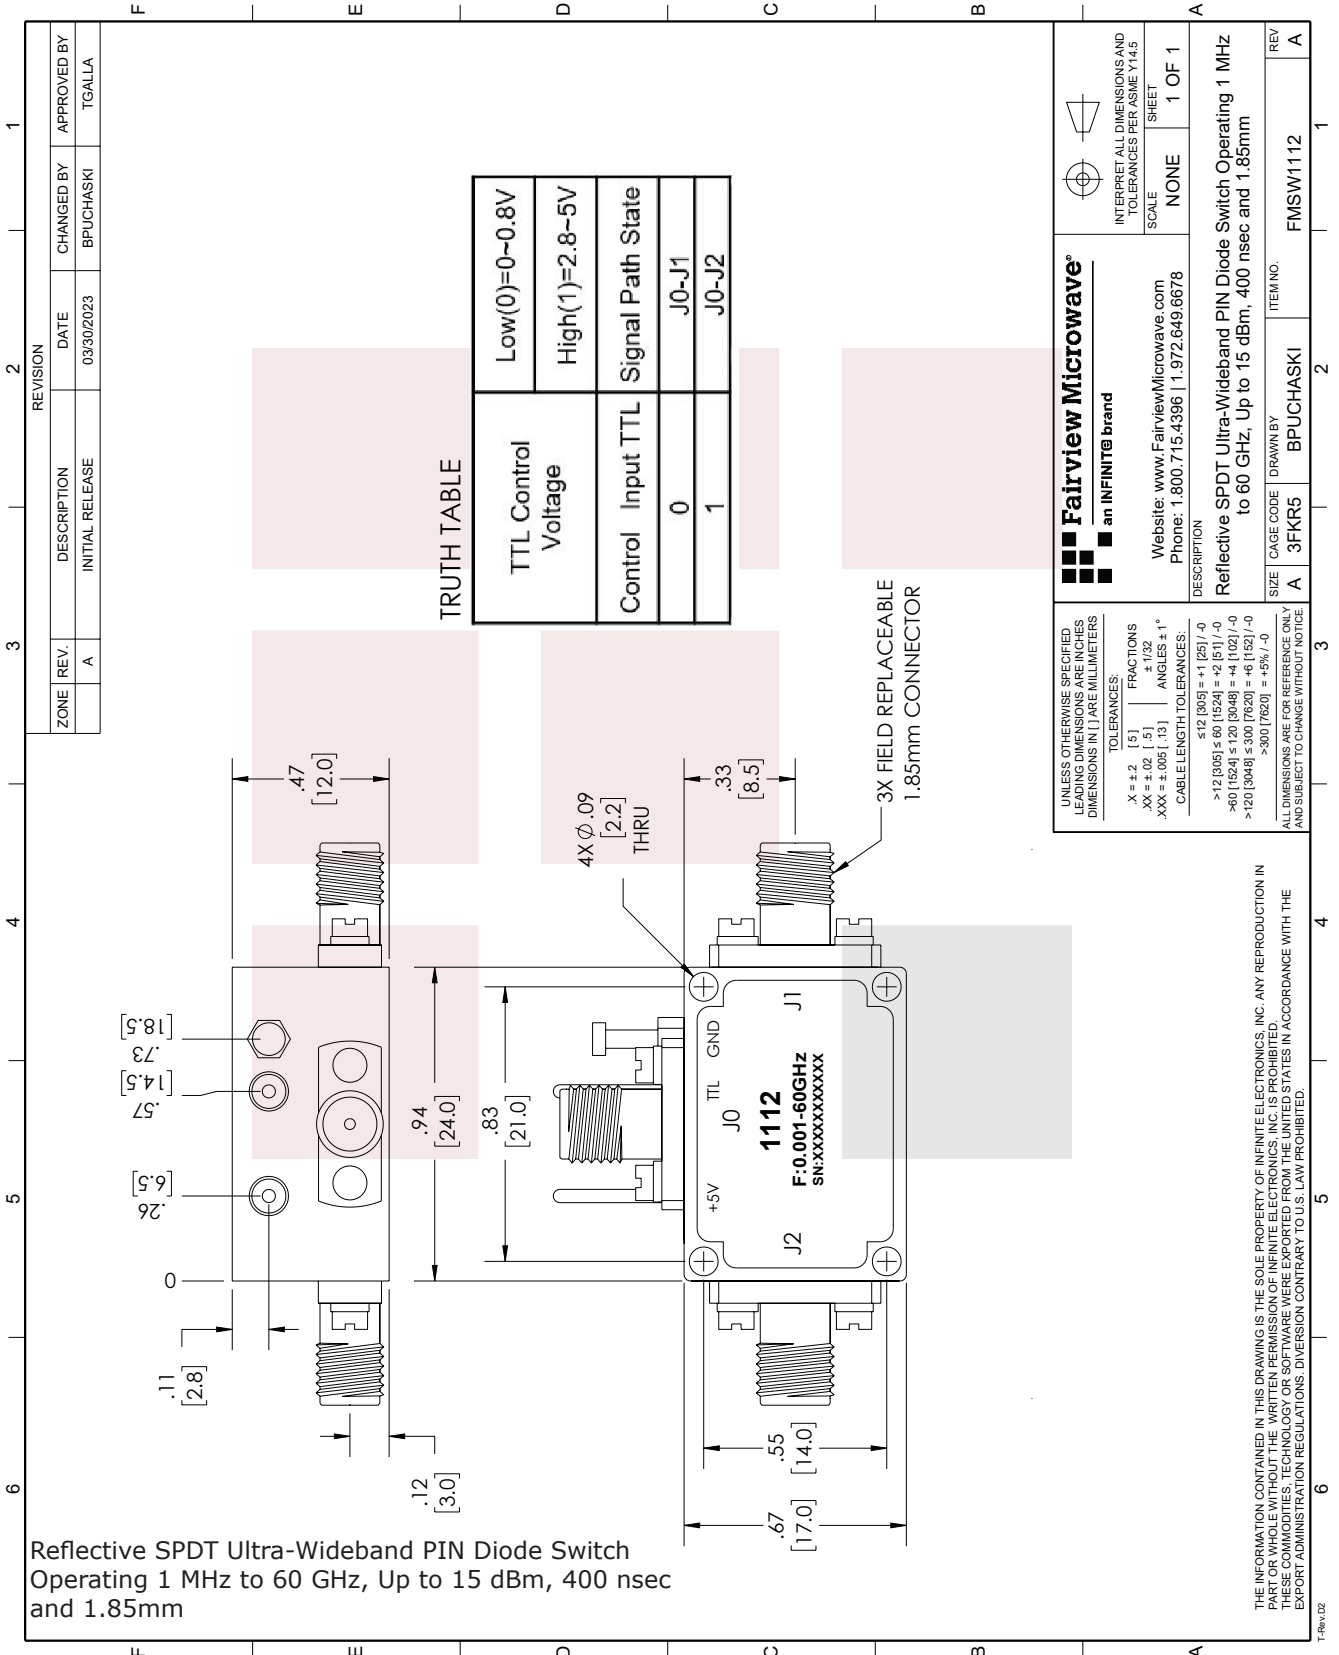 REVISION
ZONE REV. DESCRIPTION DATE CHANGED BY APPROVED BY
A INITIAL RELEASE 03/30/2023 BPUCHASKI TGALLA
6 5 4 3 2 1
F
E
D
C
B
A
.11
[2.8]
0
.26
[6.5]
.57
[14.5]
.73
[18.5]
.47
[12.0]
.12
[3.0]
.94
[24.0]
.83
[21.0]
4X Ø.09
[2.2]
THRU
.33
[8.5]
3X FIELD REPLACEABLE
1.85mm CONNECTOR
.55
[14.0]
.67
[17.0]
+5V J0 TTL GND
J2 J1
1112
F:0.001-60GHz
SN:XXXXXXXXXXX
TRUTH TABLE
TTL Control Voltage Low(0)=0~0.8V
High(1)=2.8~5V
Control Input TTL Signal Path State
0 J0-J1
1 J0-J2
UNLESS OTHERWISE SPECIFIED
LEADING DIMENSIONS ARE INCHES
DIMENSIONS IN [ ] ARE MILLIMETERS
TOLERANCES:
.X = ±.2 [5] FRACTIONS
.XX = ±.02 [.5] ± 1/32
.XXX = ±.005 [.13] ANGLES ± 1°
CABLE LENGTH TOLERANCES:
≤12 [305] = +1 [25] / -0
>12 [305] ≤ 60 [1524] = +2 [51] / -0
>60 [1524] ≤ 120 [3048] = +4 [102] / -0
>120 [3048] ≤ 300 [7620] = +6 [152] / -0
>300 [7620] = +5% / -0
ALL DIMENSIONS ARE FOR REFERENCE ONLY
AND SUBJECT TO CHANGE WITHOUT NOTICE.
Fairview Microwave®
an INFINIT℮ brand
Website: www.FairviewMicrowave.com
Phone: 1.800.715.4396 | 1.972.649.6678
INTERPRET ALL DIMENSIONS AND
TOLERANCES PER ASME Y14.5
SCALE
NONE
SHEET
1 OF 1
DESCRIPTION
Reflective SPDT Ultra-Wideband PIN Diode Switch Operating 1 MHz
to 60 GHz, Up to 15 dBm, 400 nsec and 1.85mm
SIZE
A
CAGE CODE
3FKR5
DRAWN BY
BPUCHASKI
ITEM NO.
FMSW1112
REV
A
THE INFORMATION CONTAINED IN THIS DRAWING IS THE SOLE PROPERTY OF INFINITE ELECTRONICS, INC. ANY REPRODUCTION IN
PART OR WHOLE WITHOUT THE WRITTEN PERMISSION OF INFINITE ELECTRONICS, INC. IS PROHIBITED.
THESE COMMODITIES, TECHNOLOGY OR SOFTWARE WERE EXPORTED FROM THE UNITED STATES IN ACCORDANCE WITH THE
EXPORT ADMINISTRATION REGULATIONS. DIVERSION CONTRARY TO U.S. LAW PROHIBITED.
6 5 4 3 2 1
F
E
D
C
B
A
T-Rev.D2
Reflective SPDT Ultra-Wideband PIN Diode Switch
Operating 1 MHz to 60 GHz, Up to 15 dBm, 400 nsec
and 1.85mm